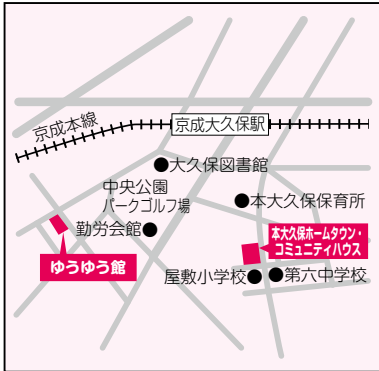 京成本線
京成大久保駅
大久保図書館
中央公園
パークゴルフ場
本大久保保育所
勤労会館
本大久保ホームタウン・
コミュニティハウス
ゆうゆう館
屋敷小学校
第六中学校